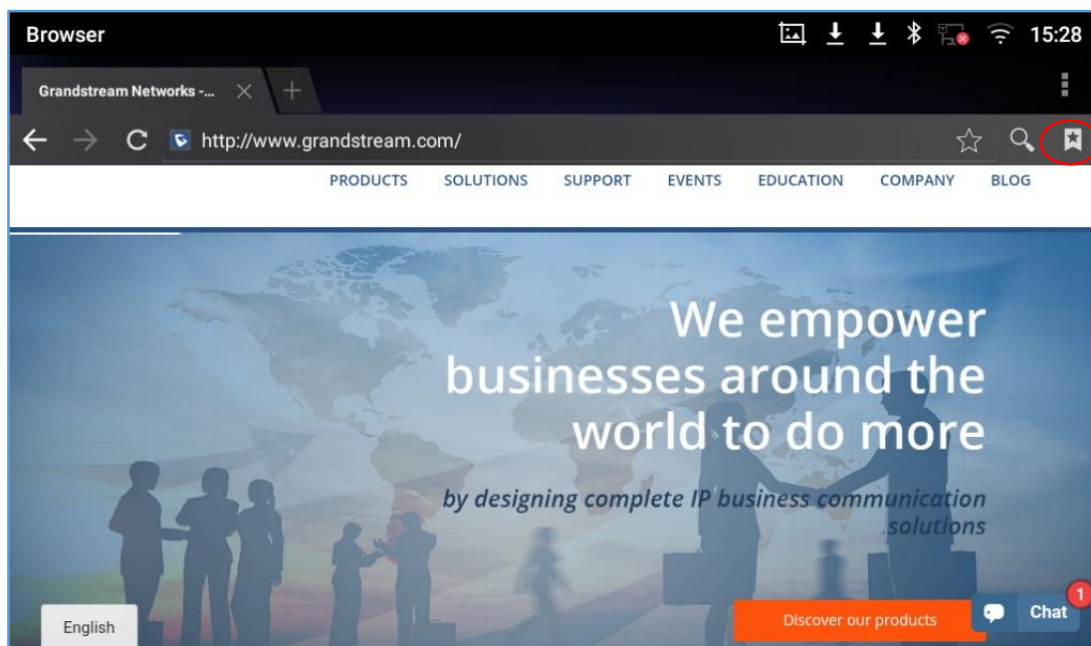 Browser 15:28
Grandstream Networks -...
http://www.grandstream.com/
PRODUCTS SOLUTIONS SUPPORT EVENTS EDUCATION COMPANY BLOG
We empower
businesses around the
world to do more
by designing complete IP business communication
solutions
English
Discover our products
Chat 1